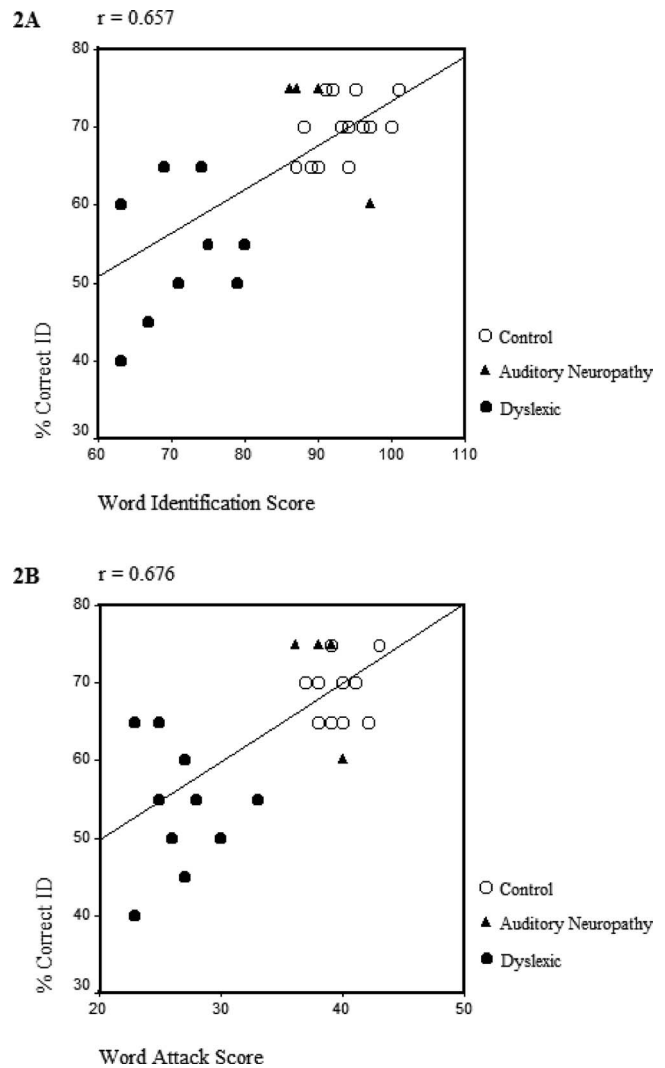 2A r = 0.657
80
70
60
50
40
30
% Correct ID
60 70 80 90 100 110
Word Identification Score
Control
Auditory Neuropathy
Dyslexic
2B r = 0.676
80
70
60
50
40
30
% Correct ID
20 30 40 50
Word Attack Score
Control
Auditory Neuropathy
Dyslexic